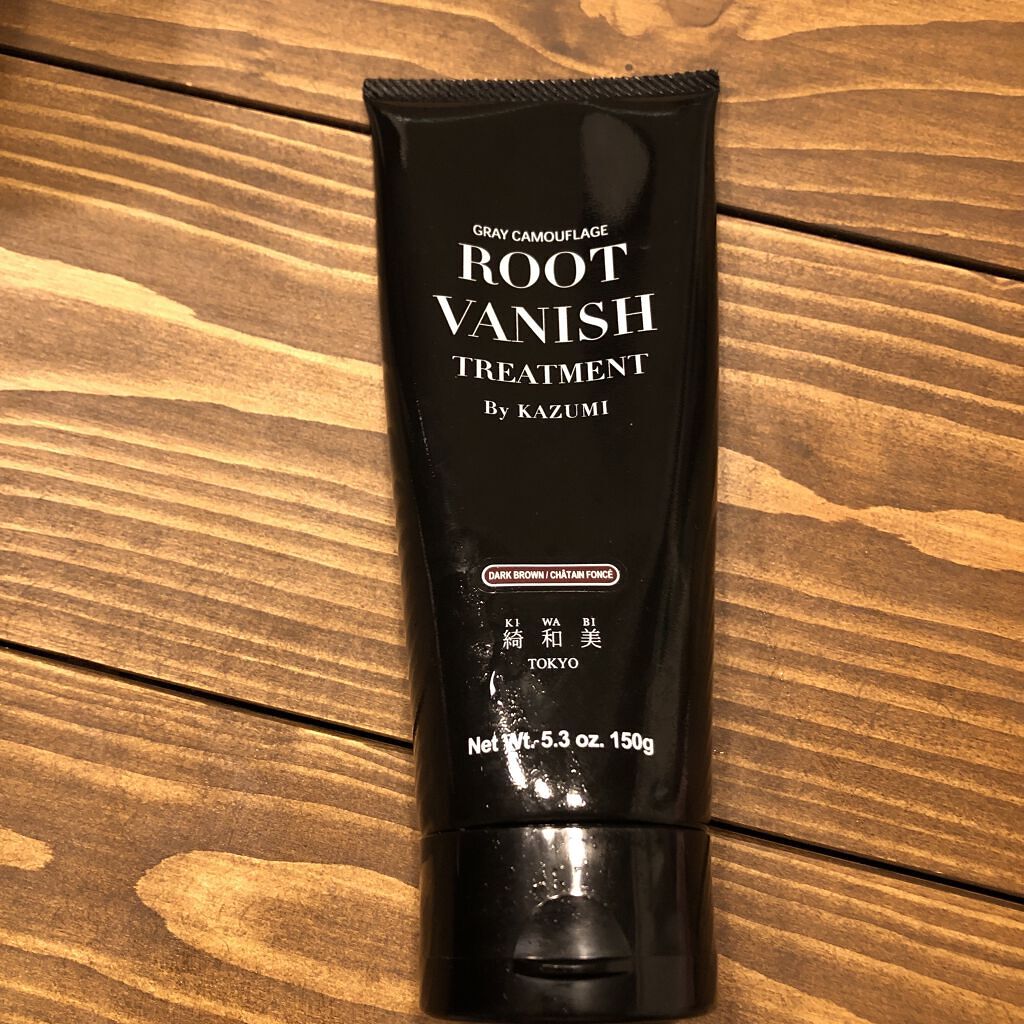 GRAY CAMOUFLAGE
ROOT
VANISH
TREATMENT
By KAZUMI
DARK BROWN / CHÂTAIN FONCÉ
KI WA BI
綺和美
TOKYO
Net Wt. 5.3 oz. 150g